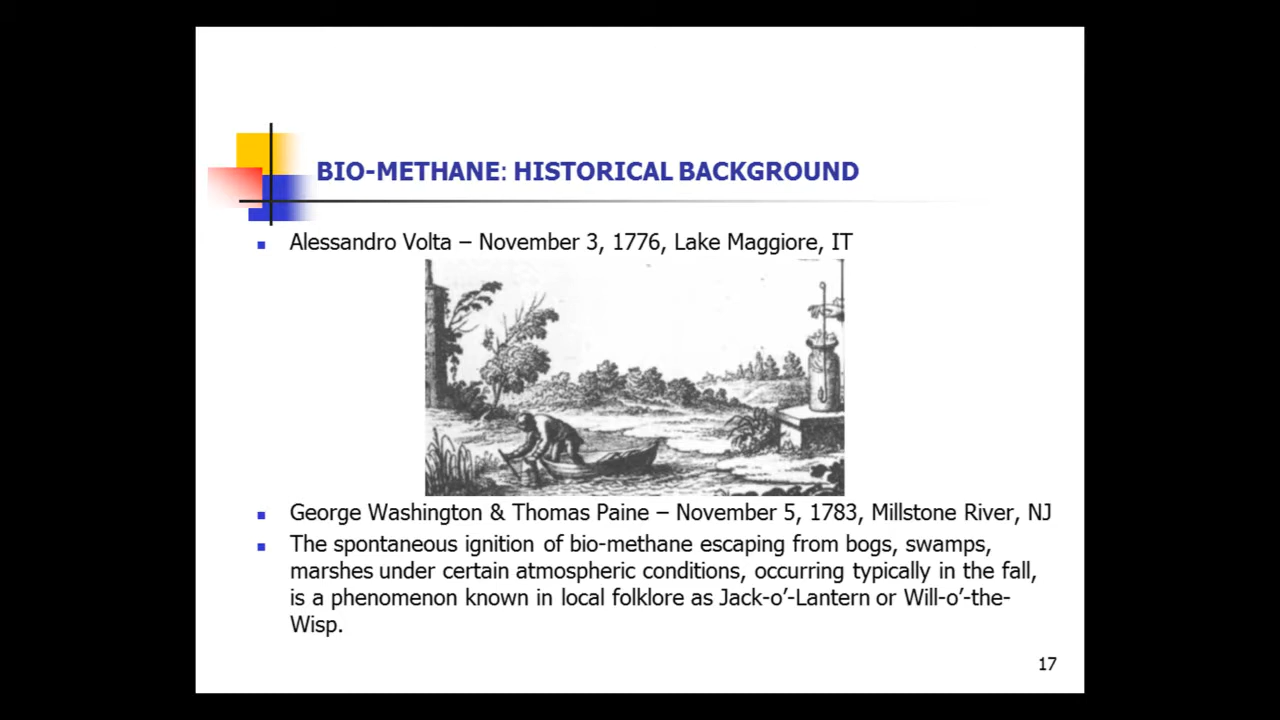 BIO-METHANE: HISTORICAL BACKGROUND
Alessandro Volta – November 3, 1776, Lake Maggiore, IT
George Washington & Thomas Paine – November 5, 1783, Millstone River, NJ
The spontaneous ignition of bio-methane escaping from bogs, swamps,
marshes under certain atmospheric conditions, occurring typically in the fall,
is a phenomenon known in local folklore as Jack-o’-Lantern or Will-o’-the-
Wisp.
17